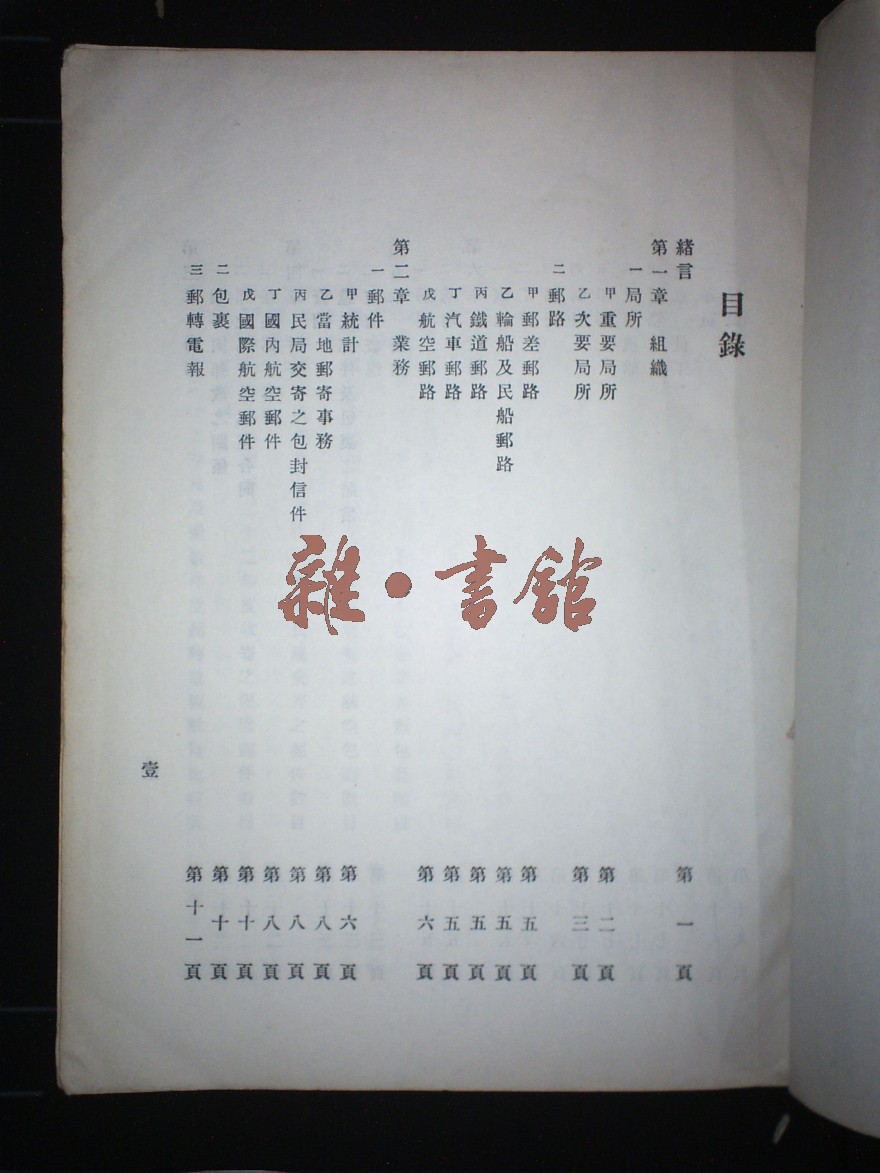 目錄
緒言 第一頁
第一章 組織
一 局所
甲 重要局所 第二頁
乙 次要局所 第三頁
二 郵路
甲 郵差郵路 第五頁
乙 輪船及民船郵路 第五頁
丙 鐵道郵路 第五頁
丁 汽車郵路 第五頁
戊 航空郵路 第六頁
第二章 業務
一 郵件
甲 統計 第六頁
乙 當地郵寄事務 第八頁
丙 民局交寄之包封信件 第八頁
丁 國內航空郵件 第八頁
戊 國際航空郵件 第十頁
二 包裹 第十頁
三 郵轉電報 第十一頁
壹
雜·書館